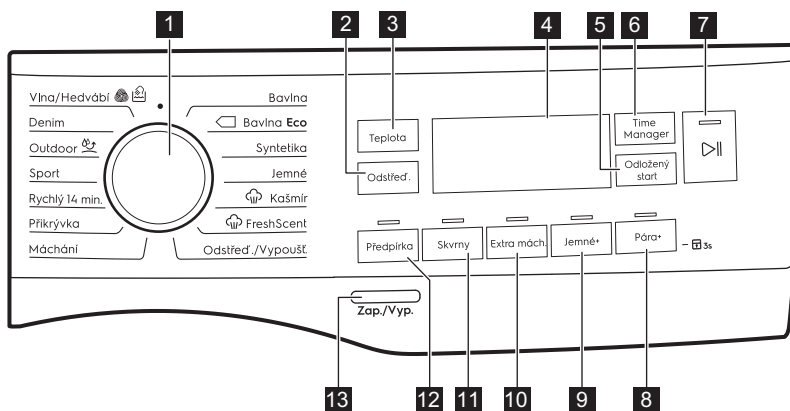 1
2
3
4
5
6
7
Vlna/Hedvábí
Denim
Outdoor
Sport
Rychlý 14 min.
Přikrývka
Máchání
Bavlna
Bavlna Eco
Syntetika
Jemné
Kašmír
FreshScent
Odstřeď./Vypoušť.
Teplota
Odstřeď.
Time
Manager
Odložený
start
Předpírka
Skvrny
Extra mách.
Jemné+
Pára+
3s
Zap./Vyp.
13
12
11
10
9
8